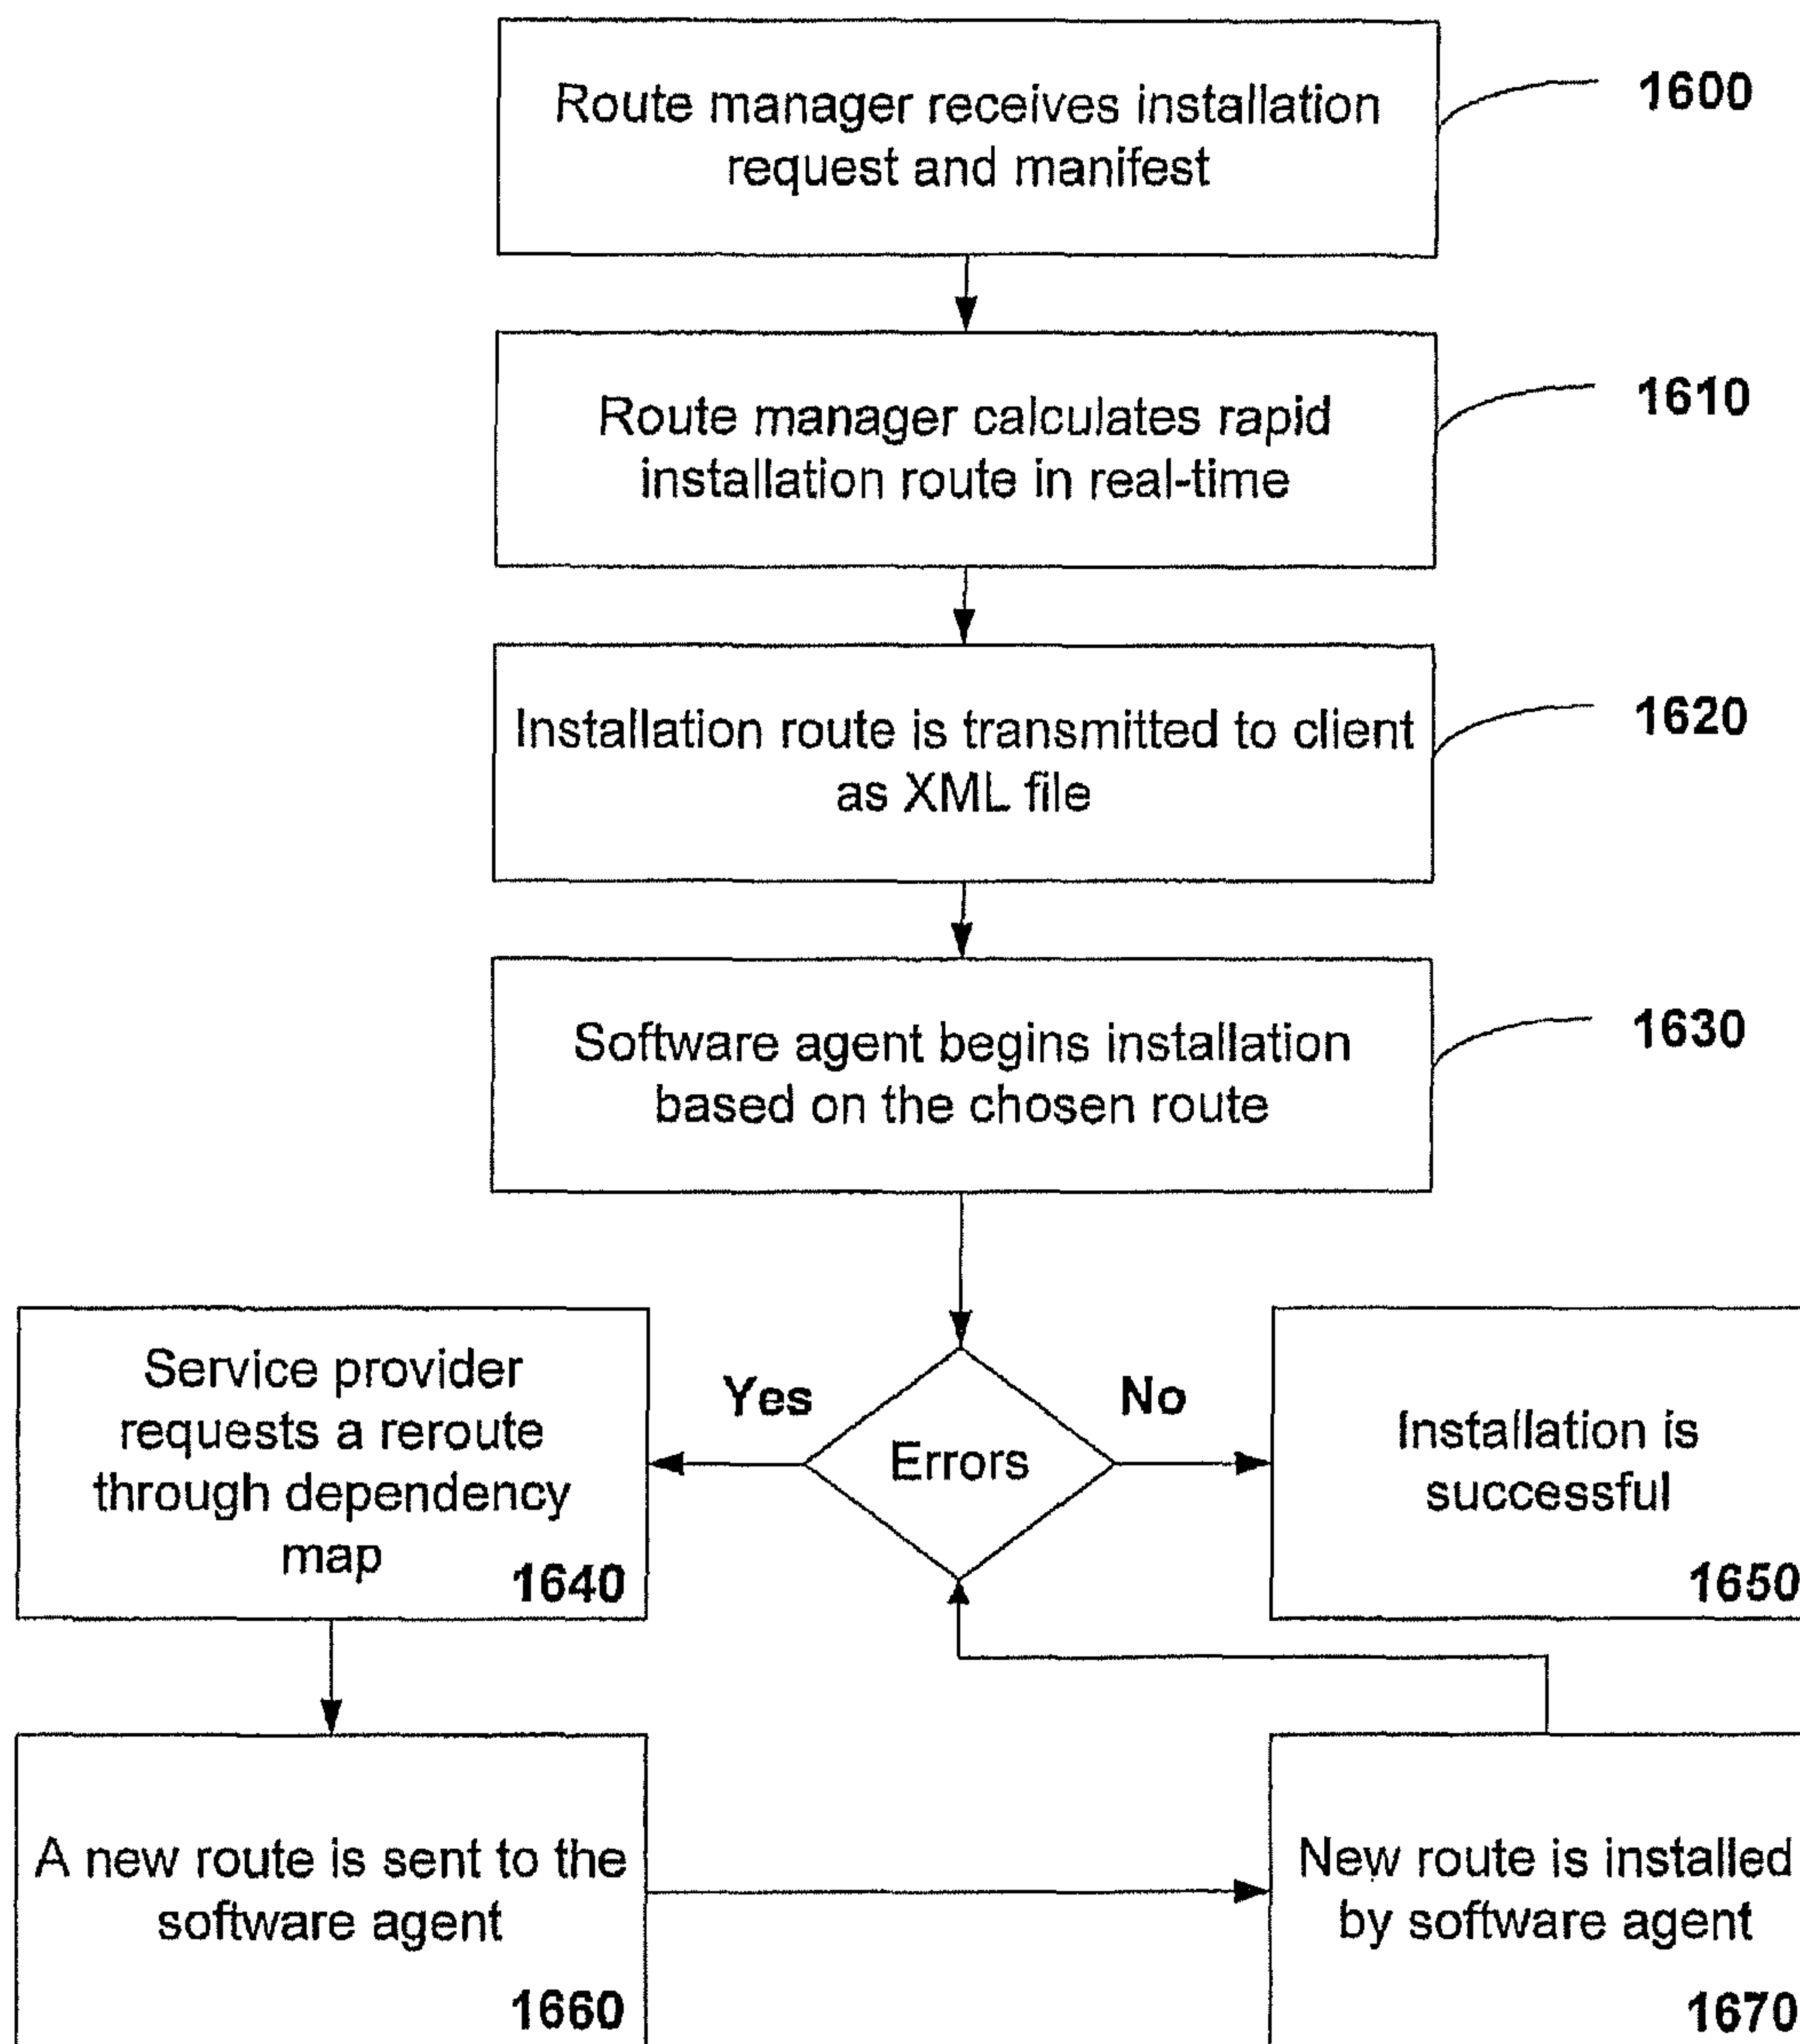 Route manager receives installation
request and manifest
1600
Route manager calculates rapid
installation route in real-time
1610
Installation route is transmitted to client
as XML file
1620
Software agent begins installation
based on the chosen route
1630
Service provider
requests a reroute
through dependency
map
1640
Yes
Errors
No
Installation is
successful
1650
A new route is sent to the
software agent
1660
New route is installed
by software agent
1670